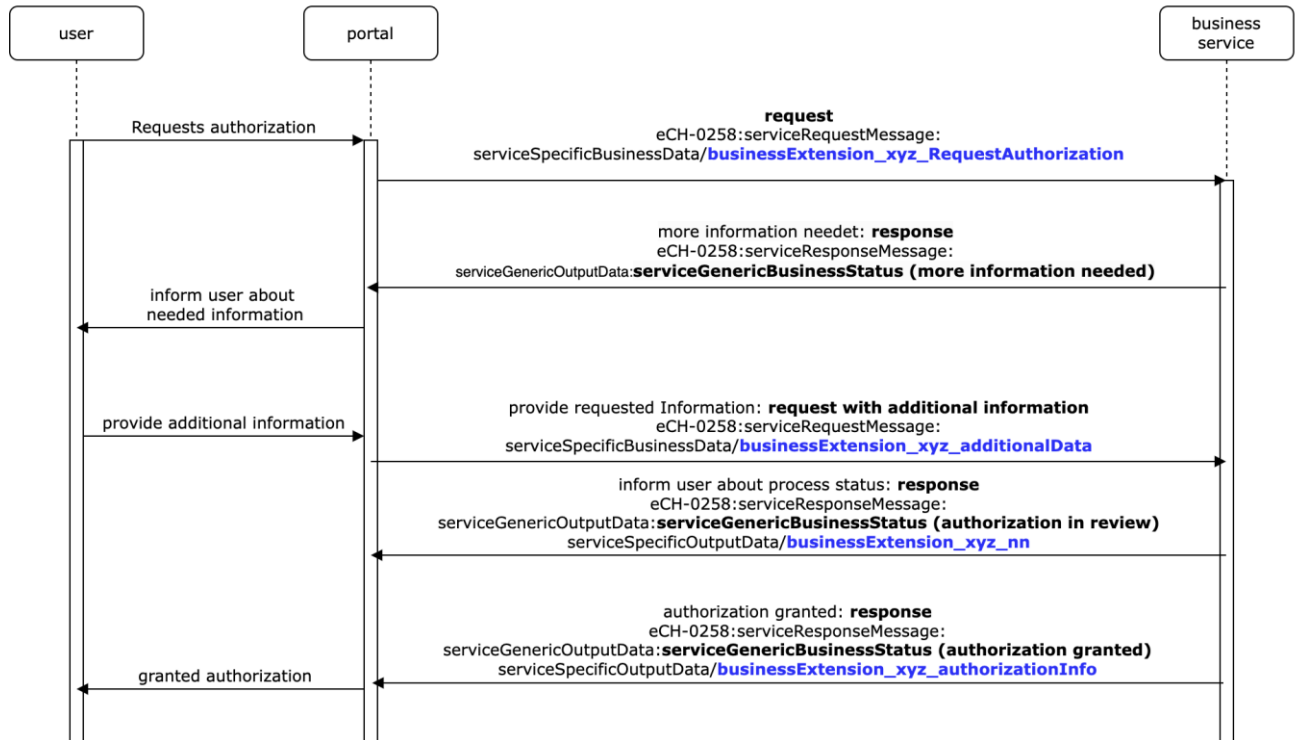 user
portal
business
service
Requests authorization
request
eCH-0258:serviceRequestMessage:
serviceSpecificBusinessData/businessExtension_xyz_RequestAuthorization
more information needet: response
eCH-0258:serviceResponseMessage:
serviceGenericOutputData:serviceGenericBusinessStatus (more information needed)
inform user about
needed information
provide additional information
provide requested Information: request with additional information
eCH-0258:serviceRequestMessage:
serviceSpecificBusinessData/businessExtension_xyz_additionalData
inform user about process status: response
eCH-0258:serviceResponseMessage:
serviceGenericOutputData:serviceGenericBusinessStatus (authorization in review)
serviceSpecificOutputData/businessExtension_xyz_nn
authorization granted: response
eCH-0258:serviceResponseMessage:
serviceGenericOutputData:serviceGenericBusinessStatus (authorization granted)
serviceSpecificOutputData/businessExtension_xyz_authorizationInfo
granted authorization